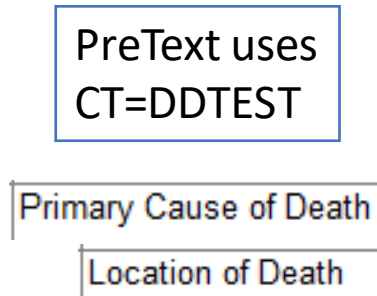 PreText uses
CT=DDTEST
Primary Cause of Death
Location of Death